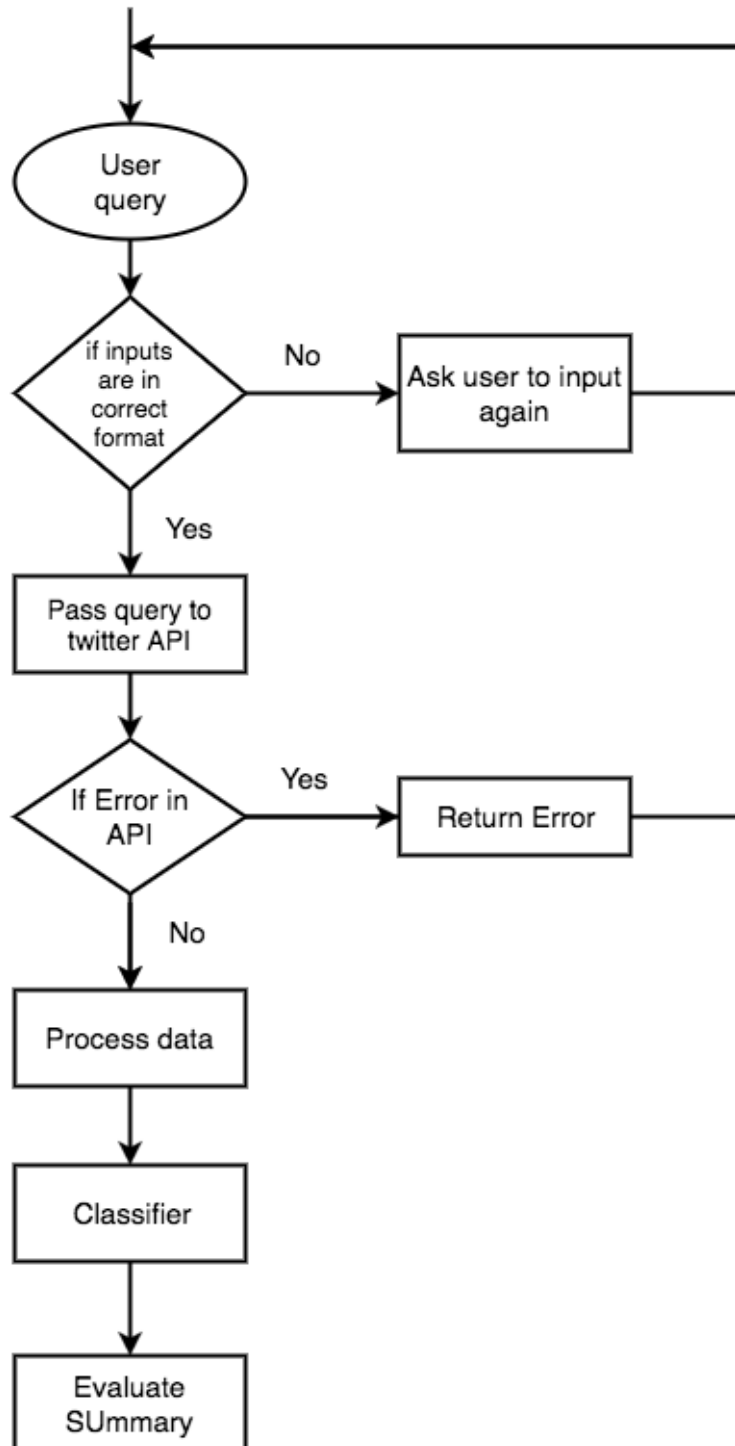 User
query
if inputs
are in
correct
format
No
Ask user to input
again
Yes
Pass query to
twitter API
If Error in
API
Yes
Return Error
No
Process data
Classifier
Evaluate
SUmmary